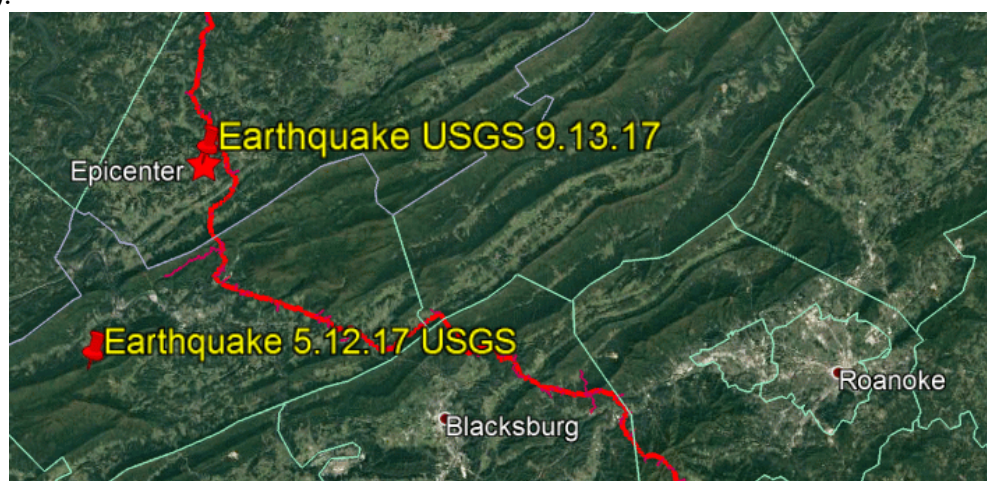 Earthquake USGS 9.13.17
Epicenter
Earthquake 5.12.17 USGS
Roanoke
Blacksburg